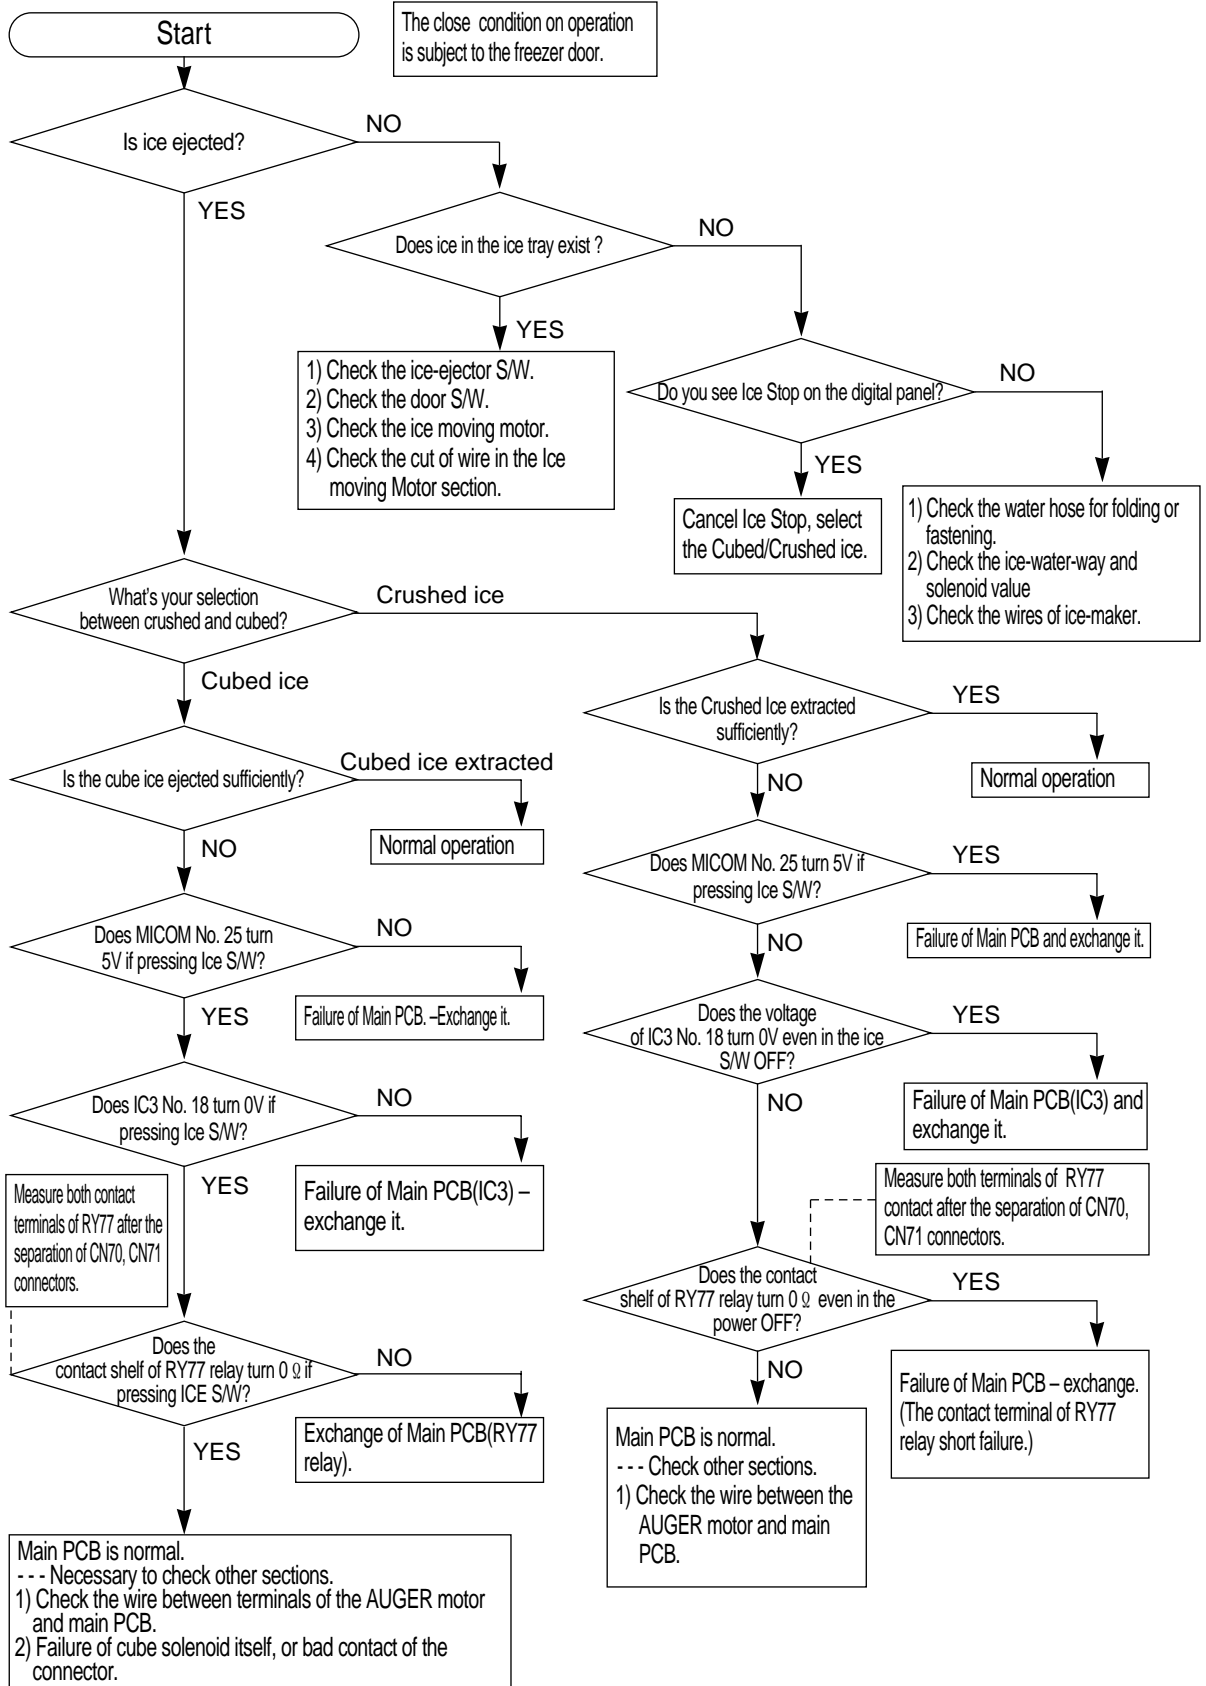 Start
The close condition on operation
is subject to the freezer door.
Is ice ejected?
NO
YES
Does ice in the ice tray exist ?
NO
YES
1) Check the ice-ejector S/W.
2) Check the door S/W.
3) Check the ice moving motor.
4) Check the cut of wire in the Ice
moving Motor section.
Do you see Ice Stop on the digital panel?
NO
YES
Cancel Ice Stop, select
the Cubed/Crushed ice.
1) Check the water hose for folding or
fastening.
2) Check the ice-water-way and
solenoid value
3) Check the wires of ice-maker.
What's your selection
between crushed and cubed?
Crushed ice
Cubed ice
Is the cube ice ejected sufficiently?
Cubed ice extracted
Normal operation
NO
Does MICOM No. 25 turn
5V if pressing Ice S/W?
NO
Failure of Main PCB. –Exchange it.
YES
Does IC3 No. 18 turn 0V if
pressing Ice S/W?
NO
Failure of Main PCB(IC3) –
exchange it.
YES
Measure both contact
terminals of RY77 after the
separation of CN70, CN71
connectors.
Does the
contact shelf of RY77 relay turn 0 Ω if
pressing ICE S/W?
NO
Exchange of Main PCB(RY77
relay).
YES
Main PCB is normal.
- - - Necessary to check other sections.
1) Check the wire between terminals of the AUGER motor
and main PCB.
2) Failure of cube solenoid itself, or bad contact of the
connector.
Is the Crushed Ice extracted
sufficiently?
YES
Normal operation
NO
Does MICOM No. 25 turn 5V if
pressing Ice S/W?
YES
Failure of Main PCB and exchange it.
NO
Does the voltage
of IC3 No. 18 turn 0V even in the ice
S/W OFF?
YES
Failure of Main PCB(IC3) and
exchange it.
NO
Measure both terminals of RY77
contact after the separation of CN70,
CN71 connectors.
Does the contact
shelf of RY77 relay turn 0 Ω even in the
power OFF?
YES
Failure of Main PCB – exchange.
(The contact terminal of RY77
relay short failure.)
NO
Main PCB is normal.
- - - Check other sections.
1) Check the wire between the
AUGER motor and main
PCB.